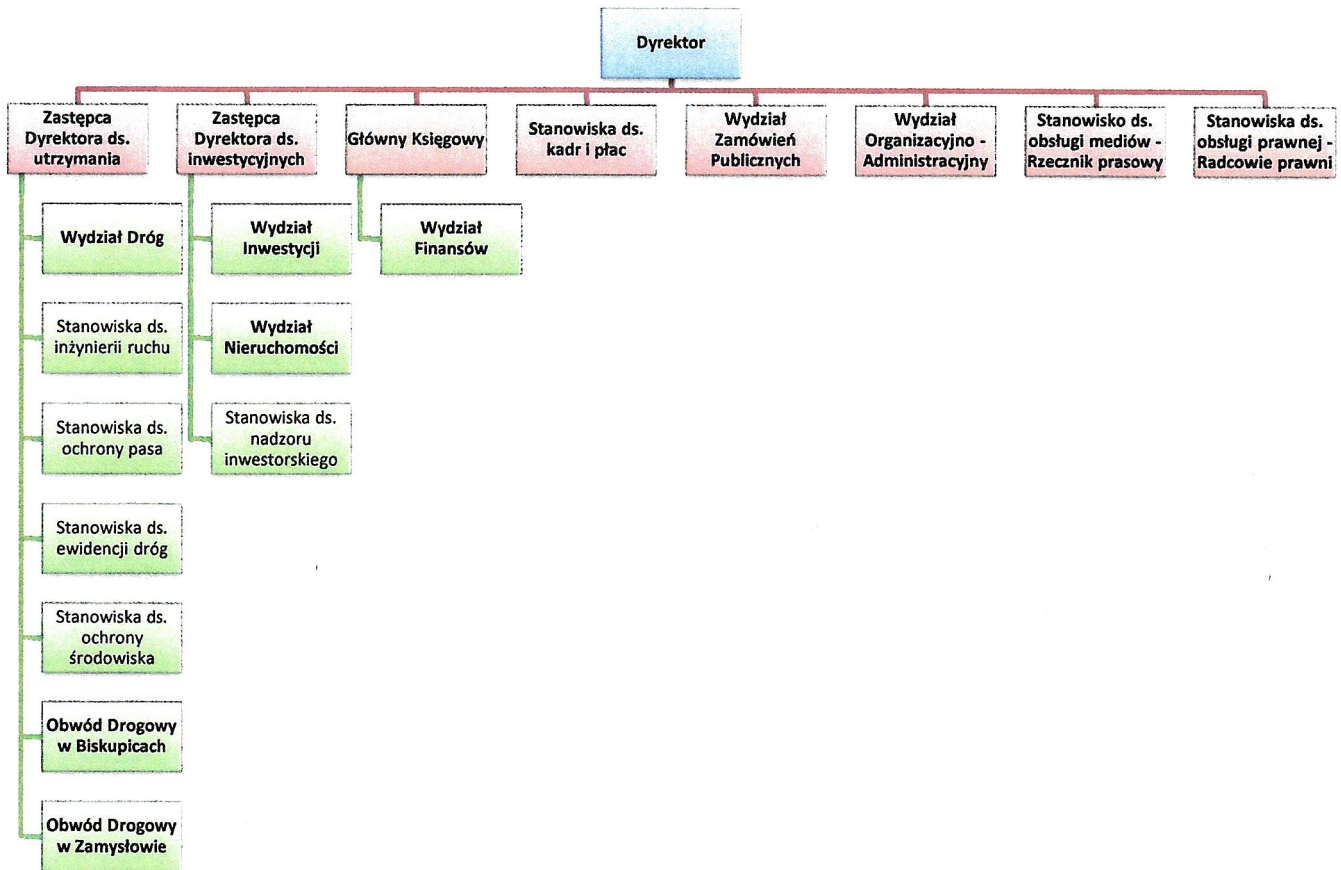 Dyrektor
Zastępca
Dyrektora ds.
utrzymania
Zastępca
Dyrektora ds.
inwestycyjnych
Główny Księgowy
Stanowiska ds.
kadr i płac
Wydział
Zamówień
Publicznych
Wydział
Organizacyjno -
Administracyjny
Stanowisko ds.
obsługi mediów -
Rzecznik prasowy
Stanowiska ds.
obsługi prawnej -
Radcowie prawni
Wydział Dróg
Stanowiska ds.
inżynierii ruchu
Stanowiska ds.
ochrony pasa
Stanowiska ds.
ewidencji dróg
Stanowiska ds.
ochrony
środowiska
Obwód Drogowy
w Biskupicach
Obwód Drogowy
w Zamysłowie
Wydział
Inwestycji
Wydział
Nieruchomości
Stanowiska ds.
nadzoru
inwestorskiego
Wydział
Finansów